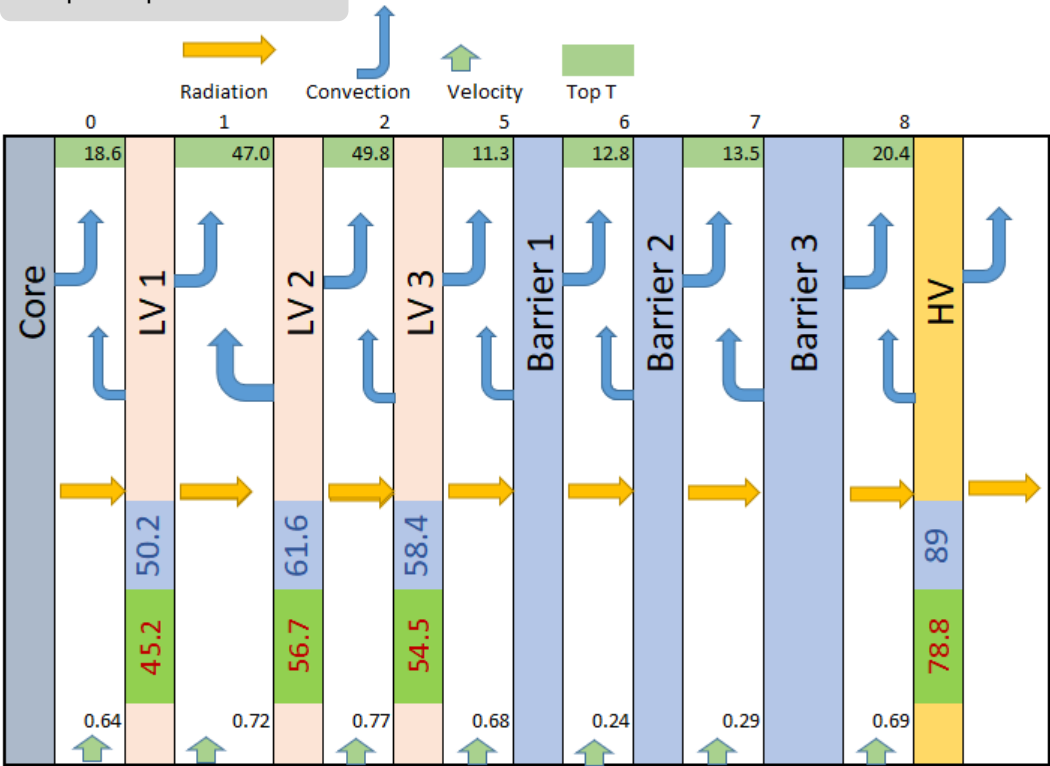 Radiation Convection Velocity Top T
0 1 2 5 6 7 8
18.6 47.0 49.8 11.3 12.8 13.5 20.4
Core
LV 1
LV 2
LV 3
Barrier 1
Barrier 2
Barrier 3
HV
50.2 61.6 58.4 89
45.2 56.7 54.5 78.8
0.64 0.72 0.77 0.68 0.24 0.29 0.69